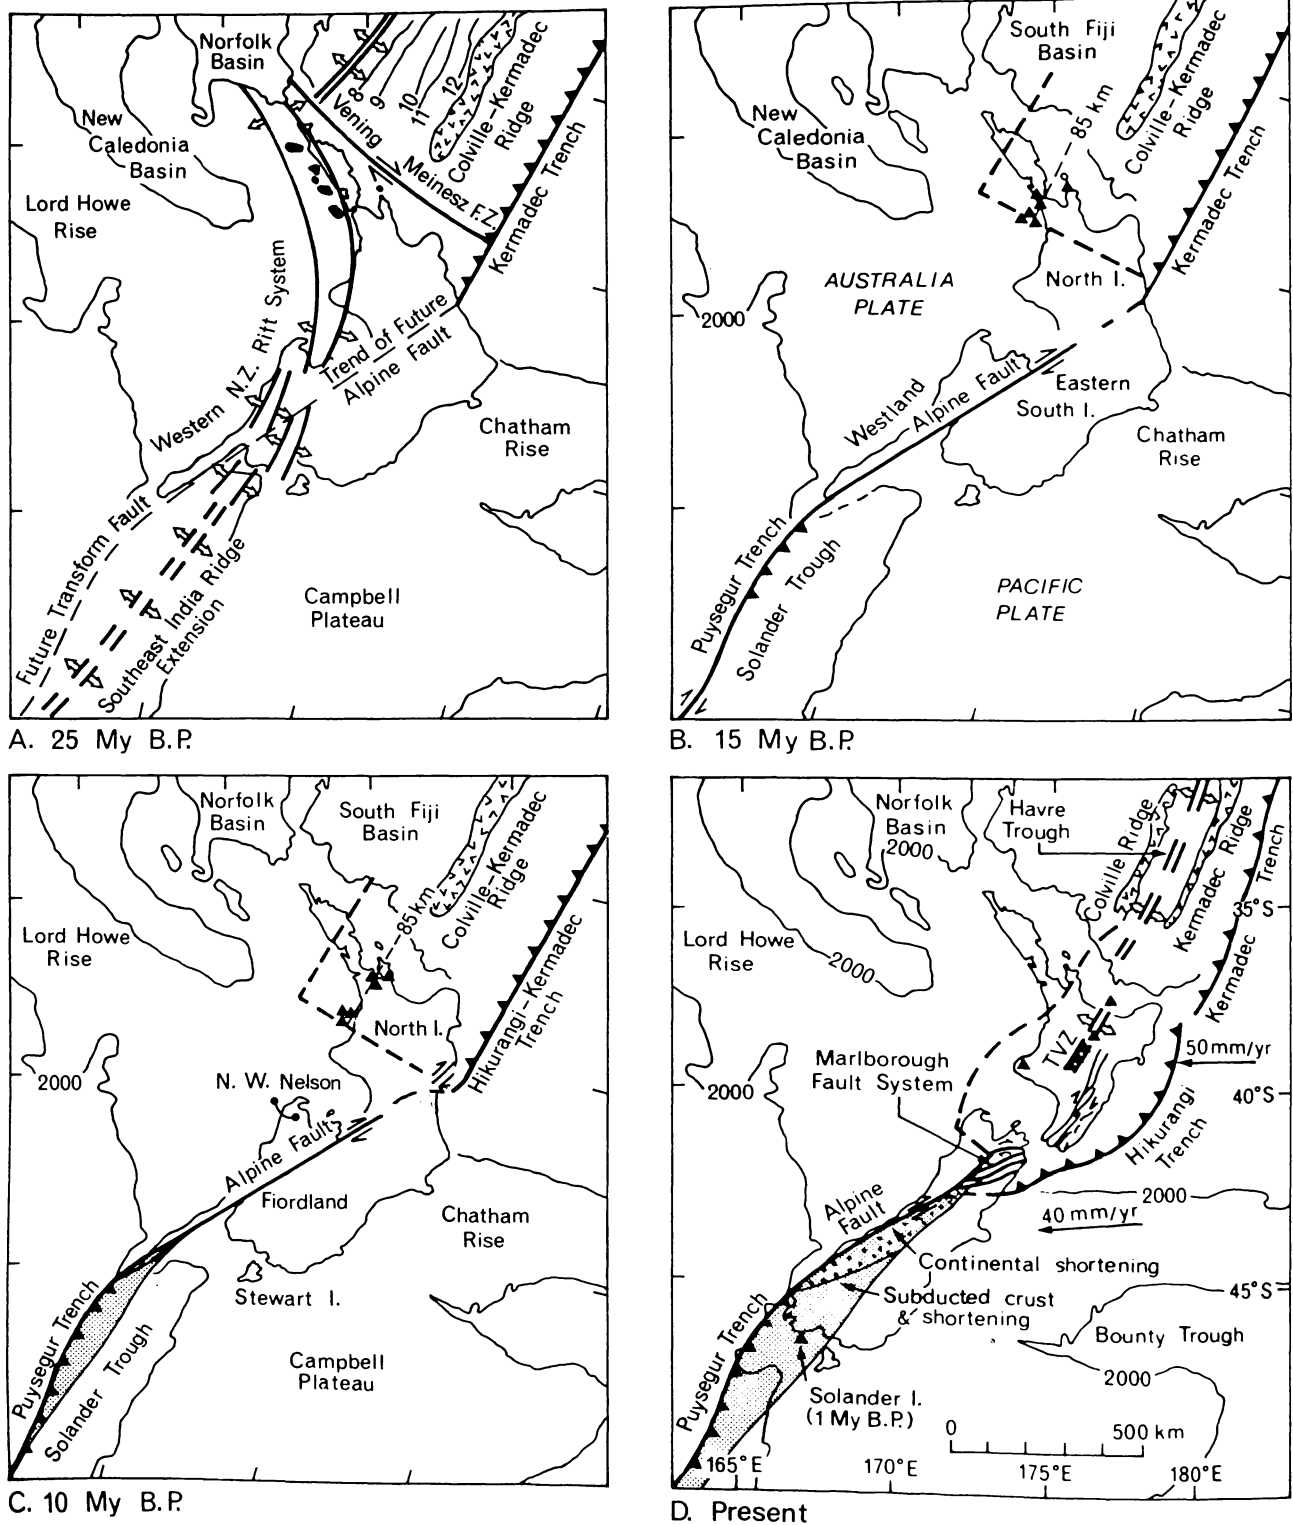 Norfolk
Basin
New
Caledonia
Basin
Lord Howe
Rise
8
9
10
11
12
Vening Meinesz F.Z.
Colville-Kermadec
Ridge
Kermadec Trench
Western N.Z. Rift System
Trend of Future
Alpine Fault
Chatham
Rise
Future Transform Fault
Southeast India Ridge
Extension
Campbell
Plateau
A. 25 My B.P.
South Fiji
Basin
New
Caledonia
Basin
85 km
Colville-Kermadec
Ridge
Kermadec Trench
AUSTRALIA
PLATE
North I.
2000
Westland
Alpine Fault
Eastern
South I.
Chatham
Rise
Puysegur Trench
Solander Trough
PACIFIC
PLATE
B. 15 My B.P.
Norfolk
Basin
South Fiji
Basin
Lord Howe
Rise
85km
Colville-Kermadec
Ridge
Hikurangi-Kermadec
Trench
North I.
2000
N. W. Nelson
Alpine Fault
Fiordland
Chatham
Rise
Stewart I.
Puysegur Trench
Solander Trough
Campbell
Plateau
C. 10 My B.P.
Norfolk
Basin
2000
Havre
Trough
Colville Ridge
Kermadec Ridge
Kermadec Trench
35°S
Lord Howe
Rise
2000
TVZ
Marlborough
Fault System
50mm/yr
2000
40°S
Hikurangi
Trench
Alpine
Fault
2000
40 mm/yr
Continental shortening
45°S
Subducted crust
& shortening
Puysegur Trench
Bounty Trough
2000
Solander I.
(1 My B.P.)
0 500 km
165°E 170°E 175°E 180°E
D. Present